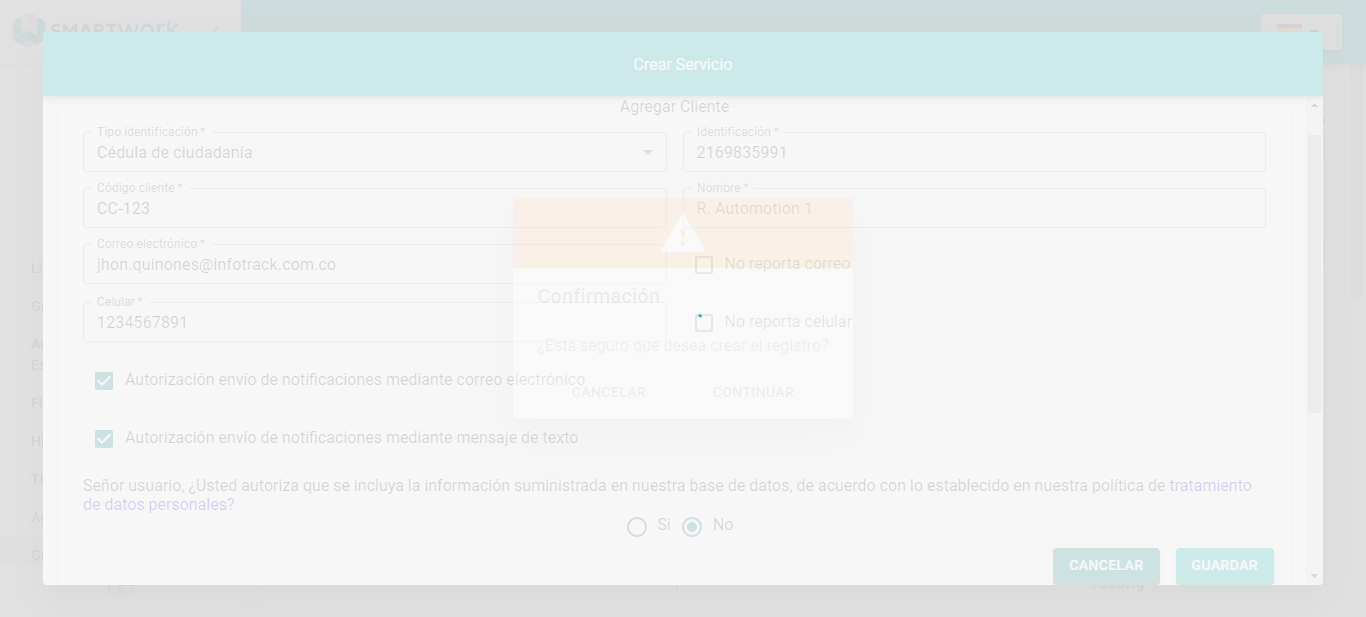 SMARTWORK
Crear Servicio
Agregar Cliente
Tipo identificación *
Cédula de ciudadanía
Identificación *
2169835991
Código cliente *
CC-123
Nombre *
R. Automotion 1
Correo electrónico *
jhon.quinones@infotrack.com.co
No reporta correo
Confirmación
Celular *
1234567891
No reporta celular
¿Está seguro que desea crear el registro?
Autorización envío de notificaciones mediante correo electrónico
CANCELAR
CONTINUAR
Autorización envío de notificaciones mediante mensaje de texto
Señor usuario, ¿Usted autoriza que se incluya la información suministrada en nuestra base de datos, de acuerdo con lo establecido en nuestra política de tratamiento
de datos personales?
Si
No
CANCELAR
GUARDAR